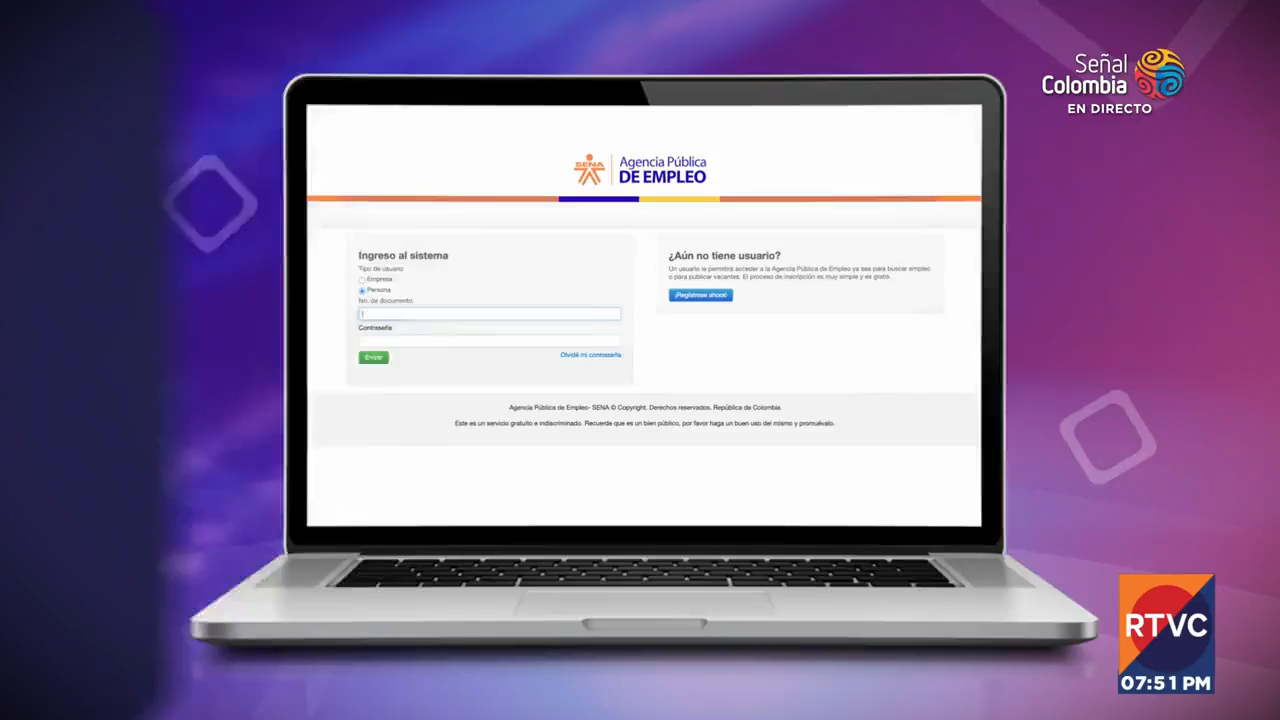 Señal
Colombia
EN DIRECTO
SENA
Agencia Pública
DE EMPLEO
Ingreso al sistema
Tipo de usuario
Empresa
Persona
No. de documento
Contraseña
Enviar
Olvidé mi contraseña.
¿Aún no tiene usuario?
Un usuario le permitirá acceder a la Agencia Pública de Empleo ya sea para buscar empleo
o para publicar vacantes. El proceso de inscripción es muy simple y es gratis.
¡Regístrese ahora!
Agencia Pública de Empleo- SENA © Copyright. Derechos reservados. República de Colombia
Este es un servicio gratuito e indiscriminado. Recuerde que es un bien público, por favor haga un buen uso del mismo y promuévalo.
RTVC
07:51 PM